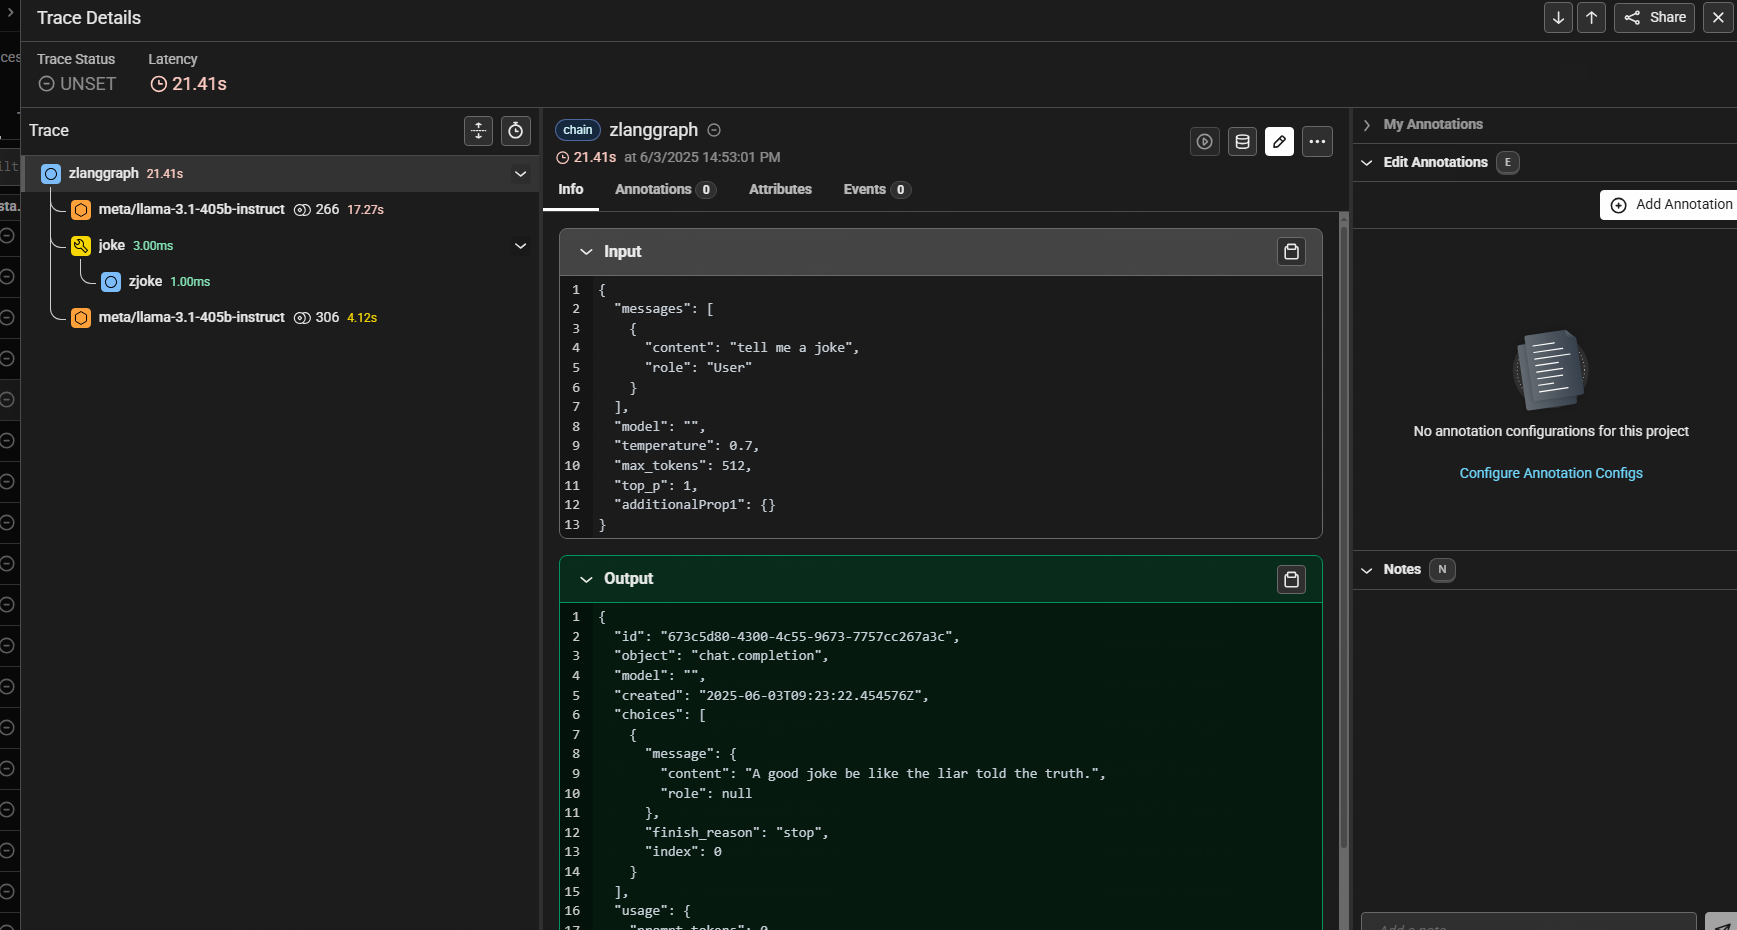 Trace Details
Share
Trace Status
Latency
UNSET
21.41s
Trace
zlanggraph 21.41s
meta/llama-3.1-405b-instruct 266 17.27s
joke 3.00ms
zjoke 1.00ms
meta/llama-3.1-405b-instruct 306 4.12s
chain zlanggraph
21.41s at 6/3/2025 14:53:01 PM
Info Annotations 0 Attributes Events 0
Input
1 {
2 "messages": [
3 {
4 "content": "tell me a joke",
5 "role": "User"
6 }
7 ],
8 "model": "",
9 "temperature": 0.7,
10 "max_tokens": 512,
11 "top_p": 1,
12 "additionalProp1": {}
13 }
Output
1 {
2 "id": "673c5d80-4300-4c55-9673-7757cc267a3c",
3 "object": "chat.completion",
4 "model": "",
5 "created": "2025-06-03T09:23:22.454576Z",
6 "choices": [
7 {
8 "message": {
9 "content": "A good joke be like the liar told the truth.",
10 "role": null
11 },
12 "finish_reason": "stop",
13 "index": 0
14 }
15 ],
16 "usage": {
17 "prompt_tokens": 0
My Annotations
Edit Annotations E
Add Annotation
No annotation configurations for this project
Configure Annotation Configs
Notes N
Add a note
ces
ilt
sta.